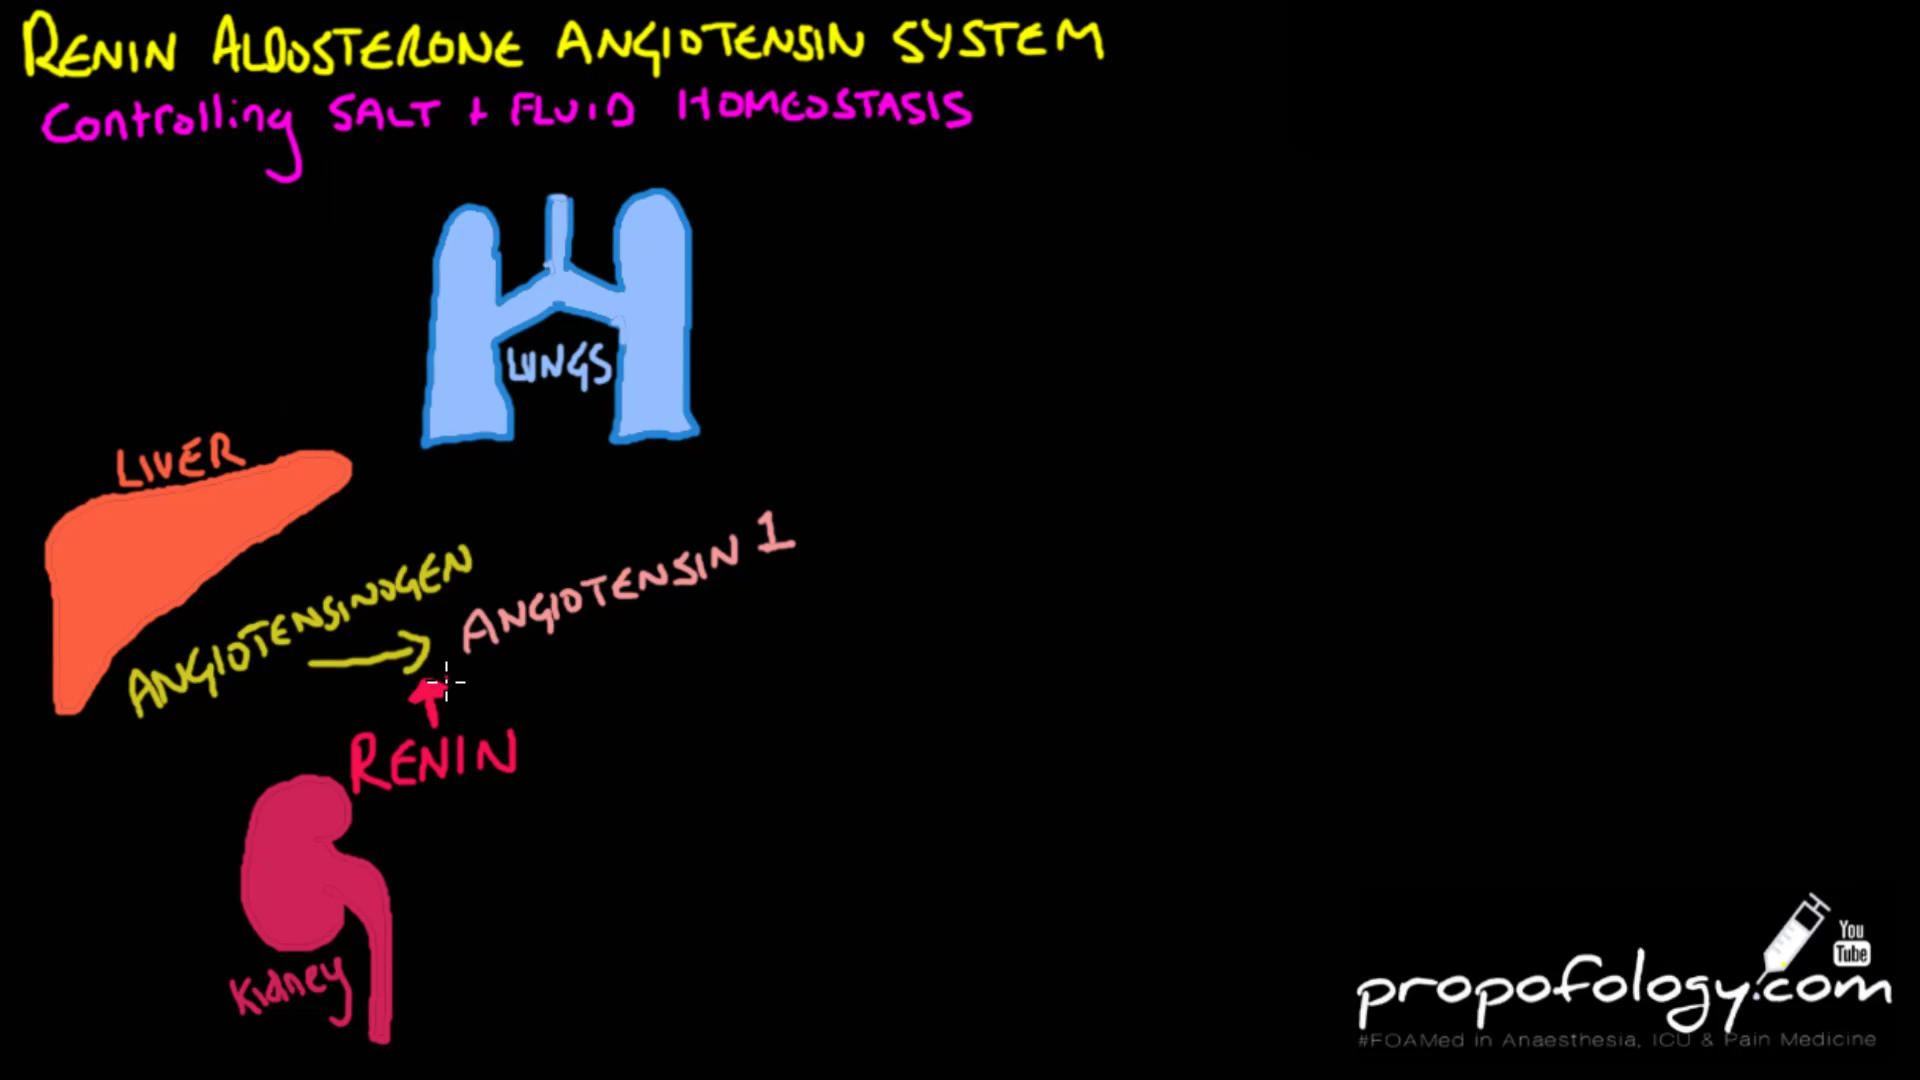 RENIN ALDOSTERONE ANGIOTENSIN SYSTEM
Controlling SALT + FLUID HOMEOSTASIS
LUNGS
LIVER
ANGIOTENSINOGEN
ANGIOTENSIN 1
RENIN
Kidney
You
Tube
propofology.com
#FOAMed in Anaesthesia, ICU & Pain Medicine